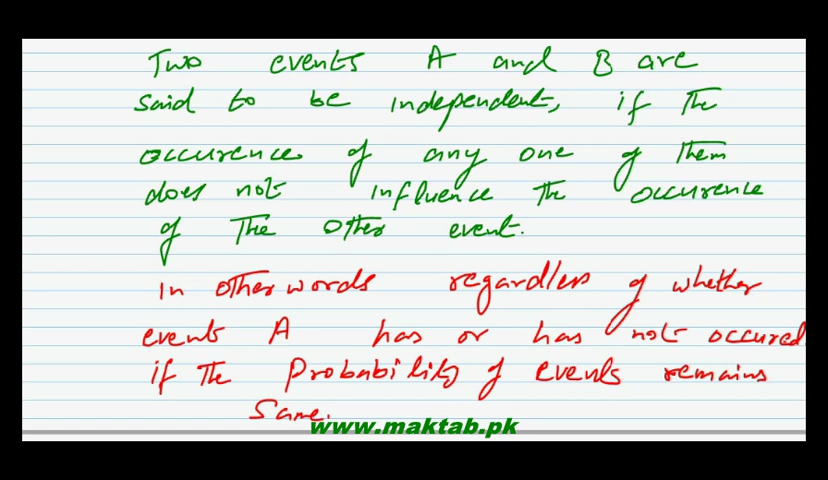 Two events A and B are
said to be independent, if the
occurence of any one of them
does not influence the occurence
of the other event.
In other words regardless of whether
events A has or has not occured
if the probability of events remains
Same.
www.maktab.pk